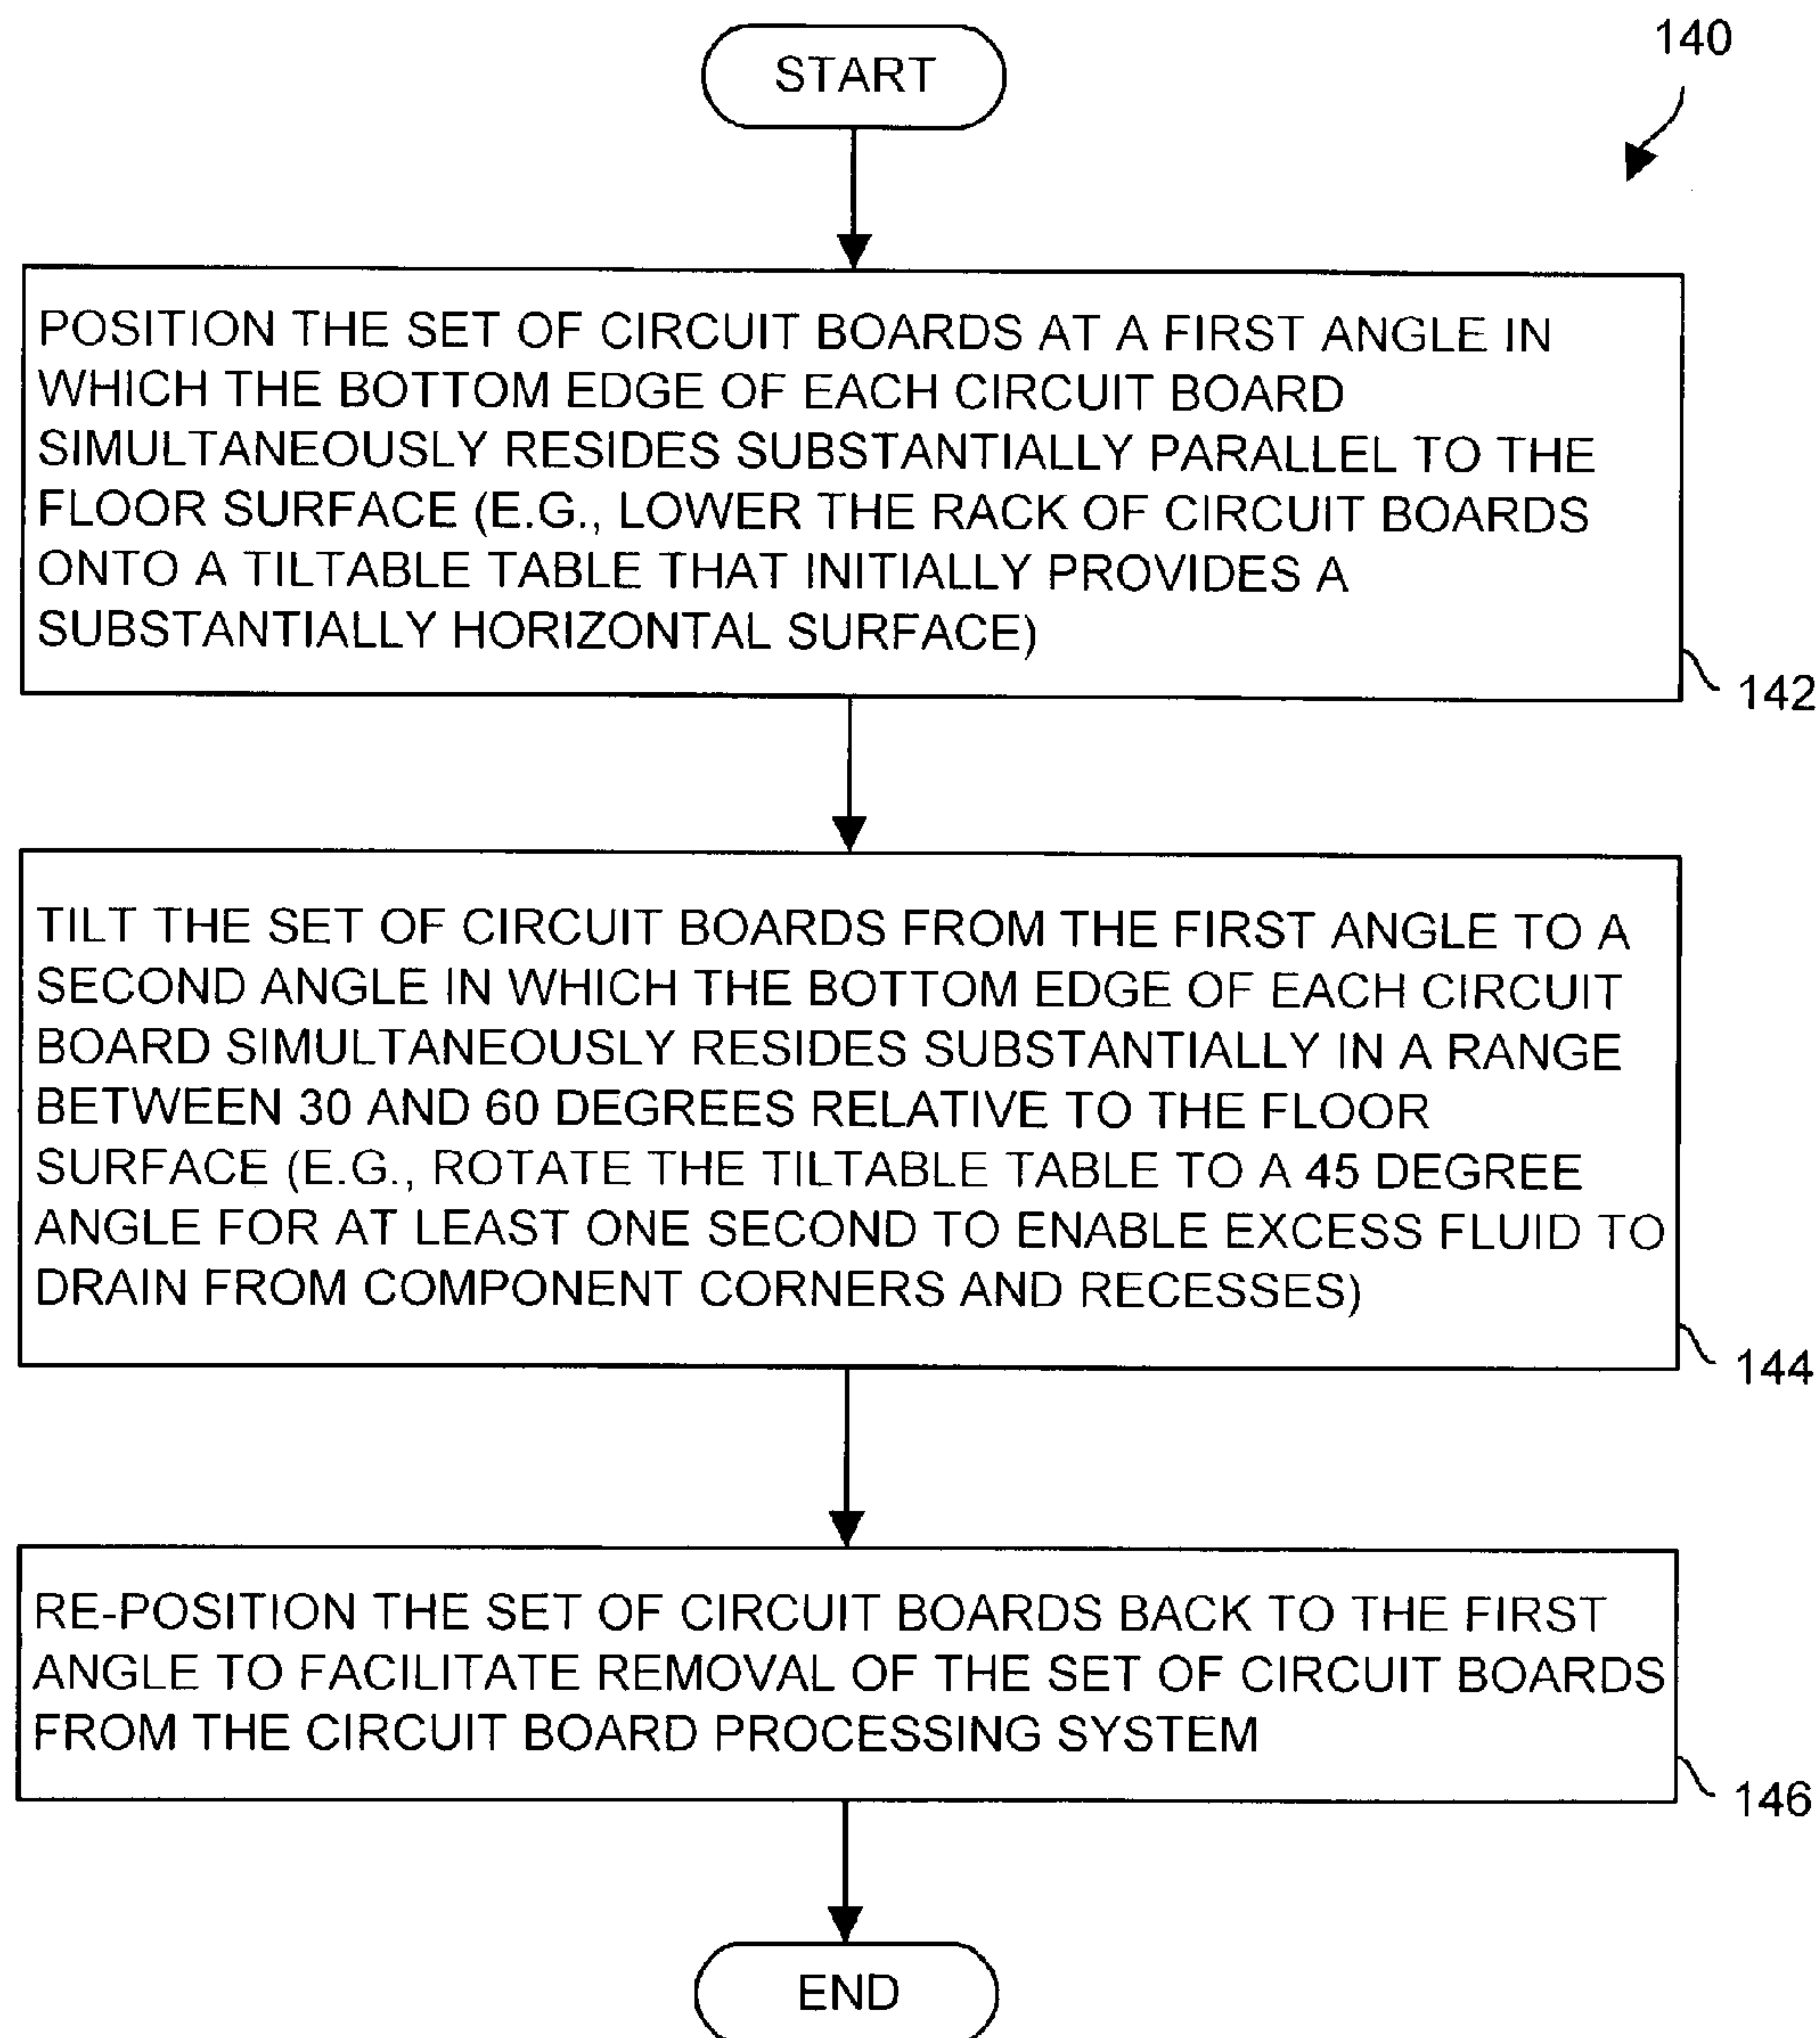 START
140
POSITION THE SET OF CIRCUIT BOARDS AT A FIRST ANGLE IN
WHICH THE BOTTOM EDGE OF EACH CIRCUIT BOARD
SIMULTANEOUSLY RESIDES SUBSTANTIALLY PARALLEL TO THE
FLOOR SURFACE (E.G., LOWER THE RACK OF CIRCUIT BOARDS
ONTO A TILTABLE TABLE THAT INITIALLY PROVIDES A
SUBSTANTIALLY HORIZONTAL SURFACE)
142
TILT THE SET OF CIRCUIT BOARDS FROM THE FIRST ANGLE TO A
SECOND ANGLE IN WHICH THE BOTTOM EDGE OF EACH CIRCUIT
BOARD SIMULTANEOUSLY RESIDES SUBSTANTIALLY IN A RANGE
BETWEEN 30 AND 60 DEGREES RELATIVE TO THE FLOOR
SURFACE (E.G., ROTATE THE TILTABLE TABLE TO A 45 DEGREE
ANGLE FOR AT LEAST ONE SECOND TO ENABLE EXCESS FLUID TO
DRAIN FROM COMPONENT CORNERS AND RECESSES)
144
RE-POSITION THE SET OF CIRCUIT BOARDS BACK TO THE FIRST
ANGLE TO FACILITATE REMOVAL OF THE SET OF CIRCUIT BOARDS
FROM THE CIRCUIT BOARD PROCESSING SYSTEM
146
END